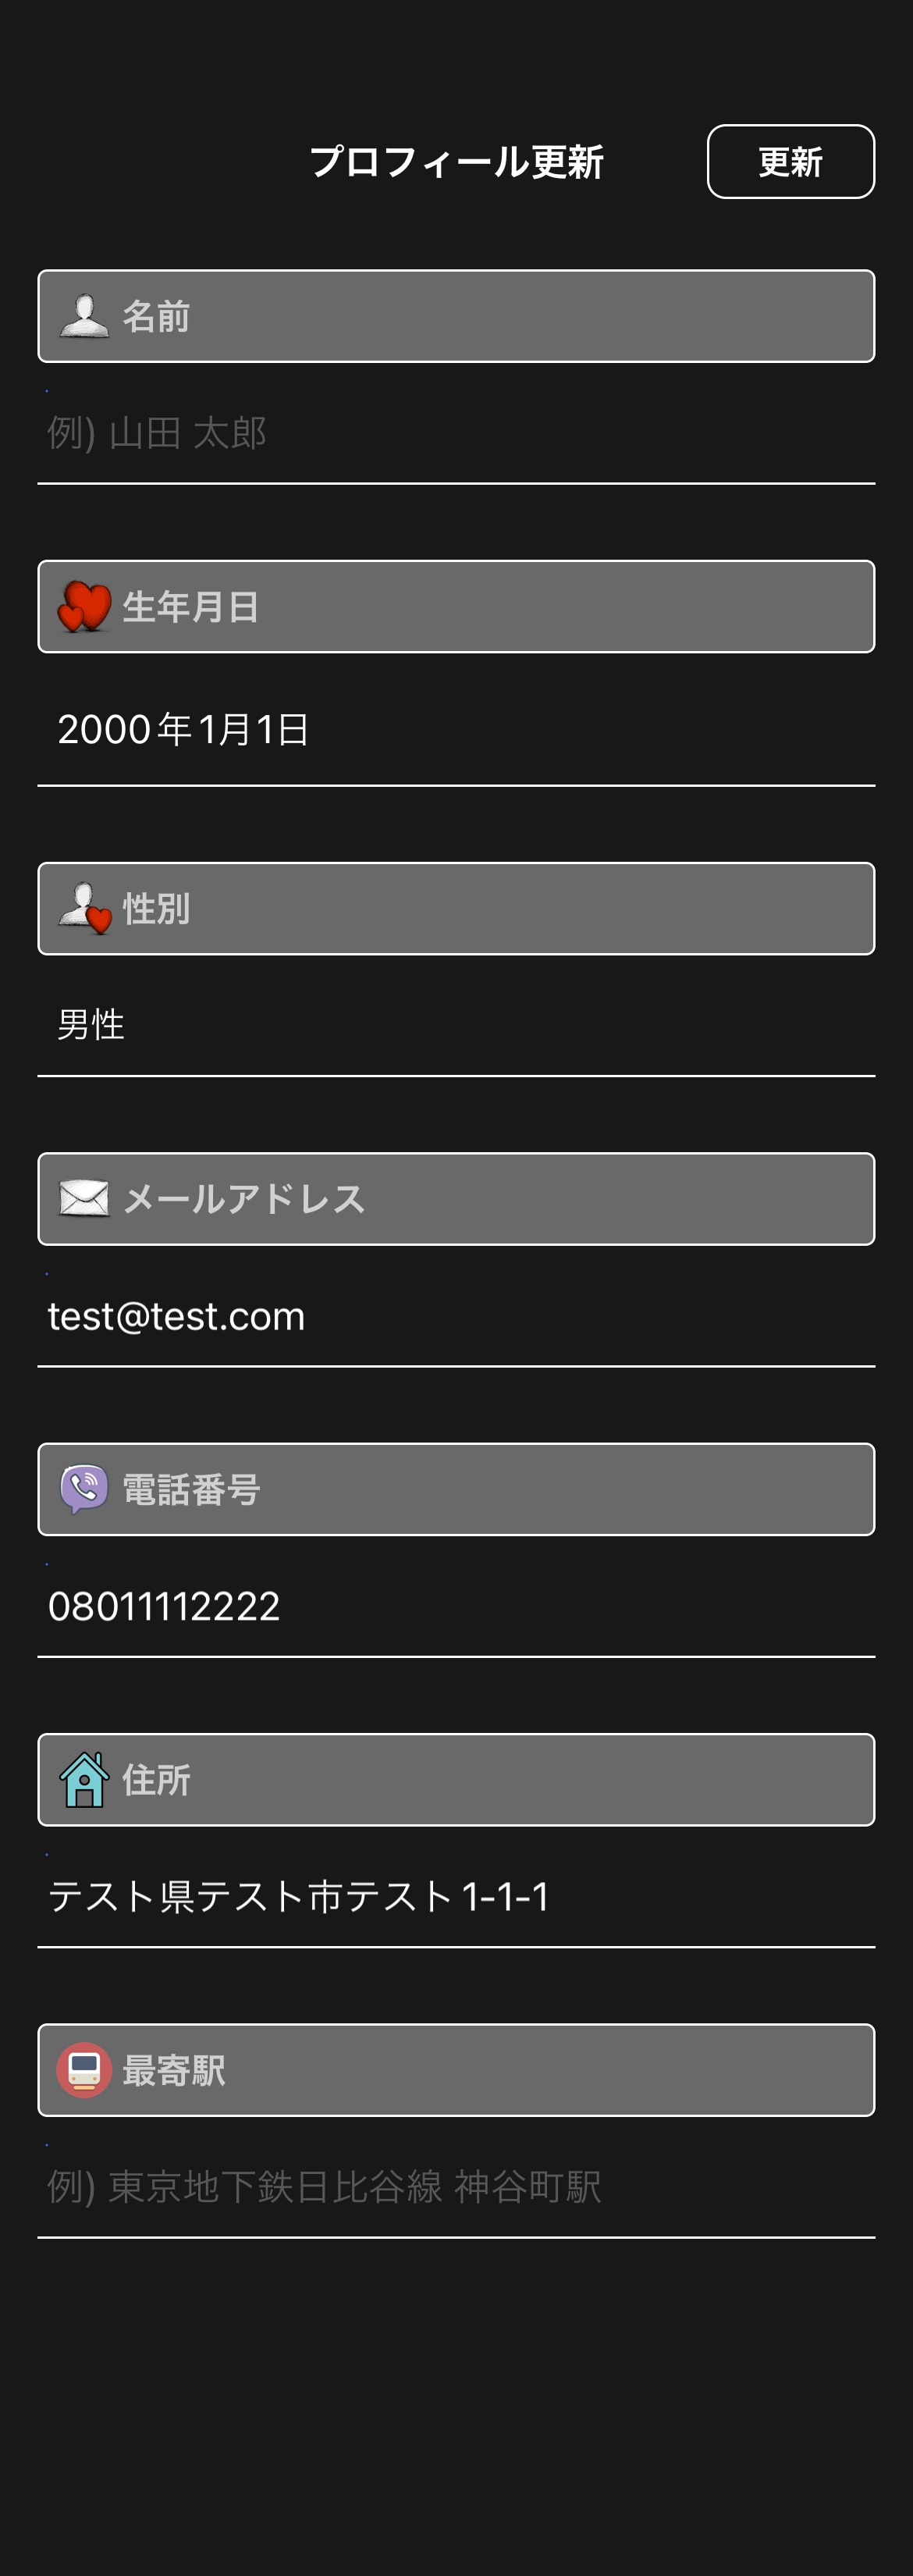 プロフィール更新
更新
名前
例) 山田 太郎
生年月日
2000年1月1日
性別
男性
メールアドレス
test@test.com
電話番号
08011112222
住所
テスト県テスト市テスト1-1-1
最寄駅
例) 東京地下鉄日比谷線 神谷町駅